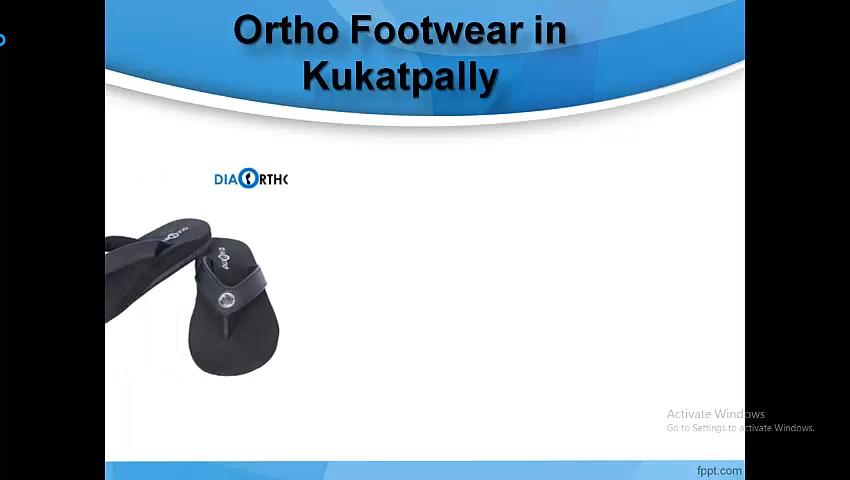 Ortho Footwear in
Kukatpally
DIAORTHO
Activate Windows
Go to Settings to activate Windows.
fppt.com